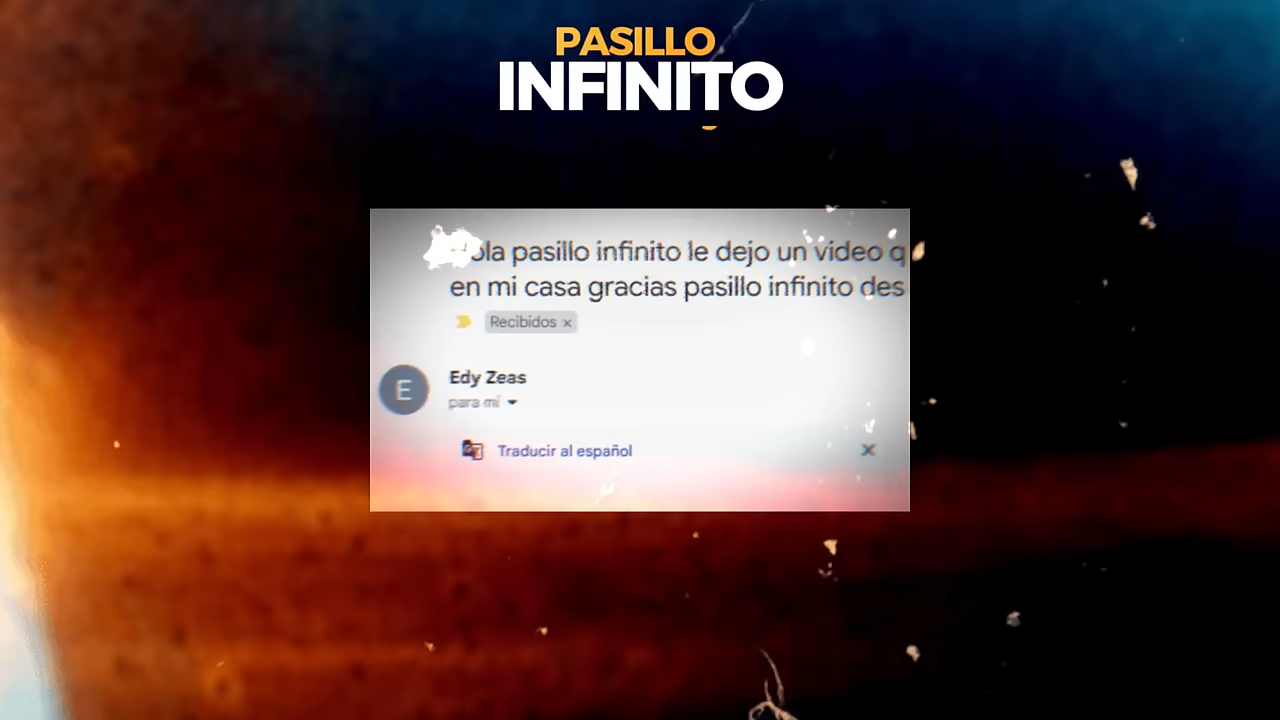 PASILLO
INFINITO
ola pasillo infinito le dejo un video q
en mi casa gracias pasillo infinito des
Recibidos x
E
Edy Zeas
para mí
Traducir al español